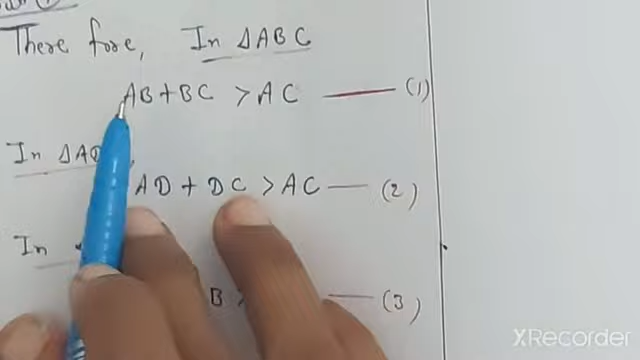 There fore, In ΔABC
AB + BC > AC — (1)
In ΔAD
AD + DC > AC — (2)
In
B > — (3)
XRecorder